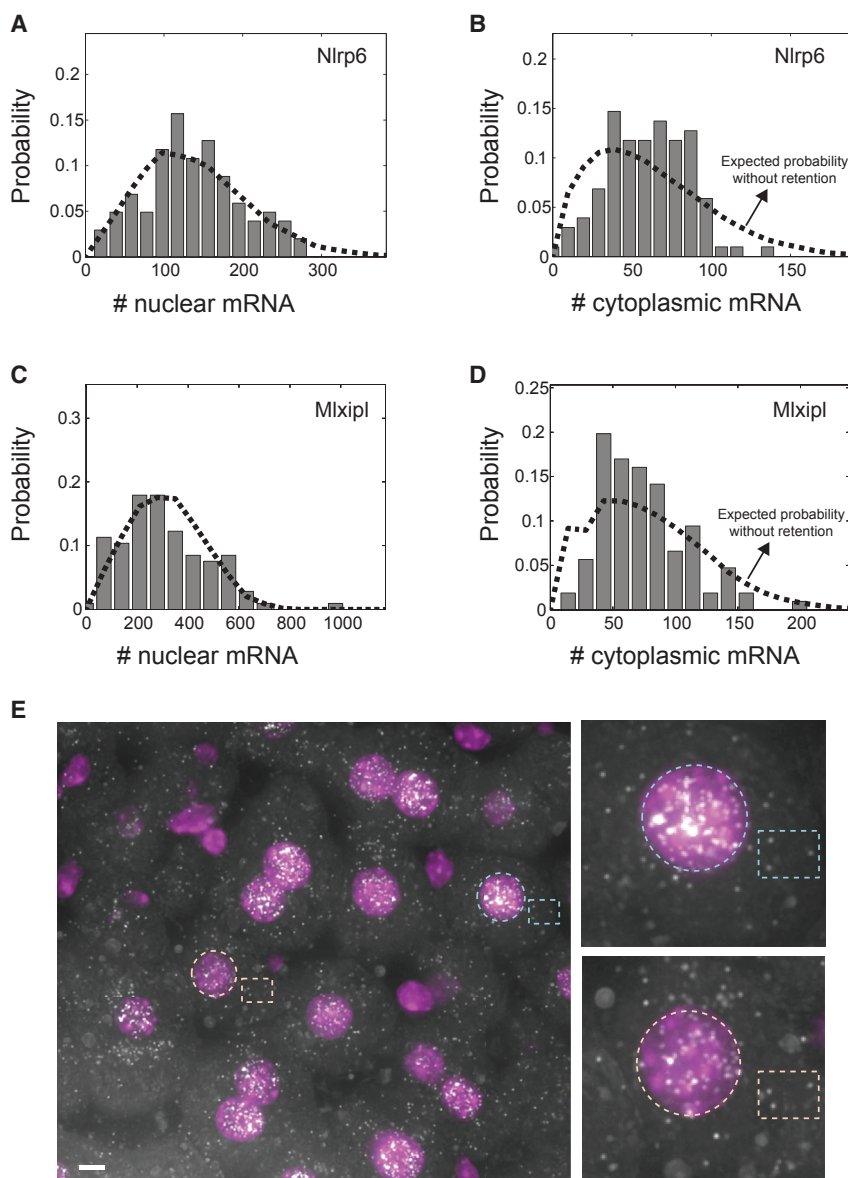 A
Nlrp6
Probability
0.2
0.15
0.1
0.05
0
0
100
200
300
# nuclear mRNA
B
Nlrp6
Probability
0.2
0.15
0.1
0.05
0
0
50
100
150
Expected probability
without retention
# cytoplasmic mRNA
C
Mlxipl
Probability
0.3
0.2
0.1
0
0
200
400
600
800
1000
# nuclear mRNA
D
Mlxipl
Probability
0.25
0.2
0.15
0.1
0.05
0
0
50
100
150
200
Expected probability
without retention
# cytoplasmic mRNA
E